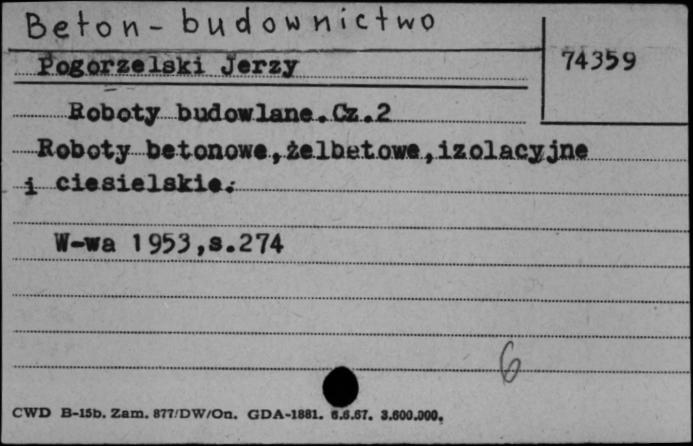 Beton - budownictwo
Pogorzelski Jerzy
74359
Roboty budowlane.Cz.2
Roboty betonowe,żelbetowe,izolacyjne
i ciesielskie.
W-wa 1953,s.274
6
CWD B-15b. Zam. 877/DW/On. GDA-1881. 6.6.67. 3.600.000.